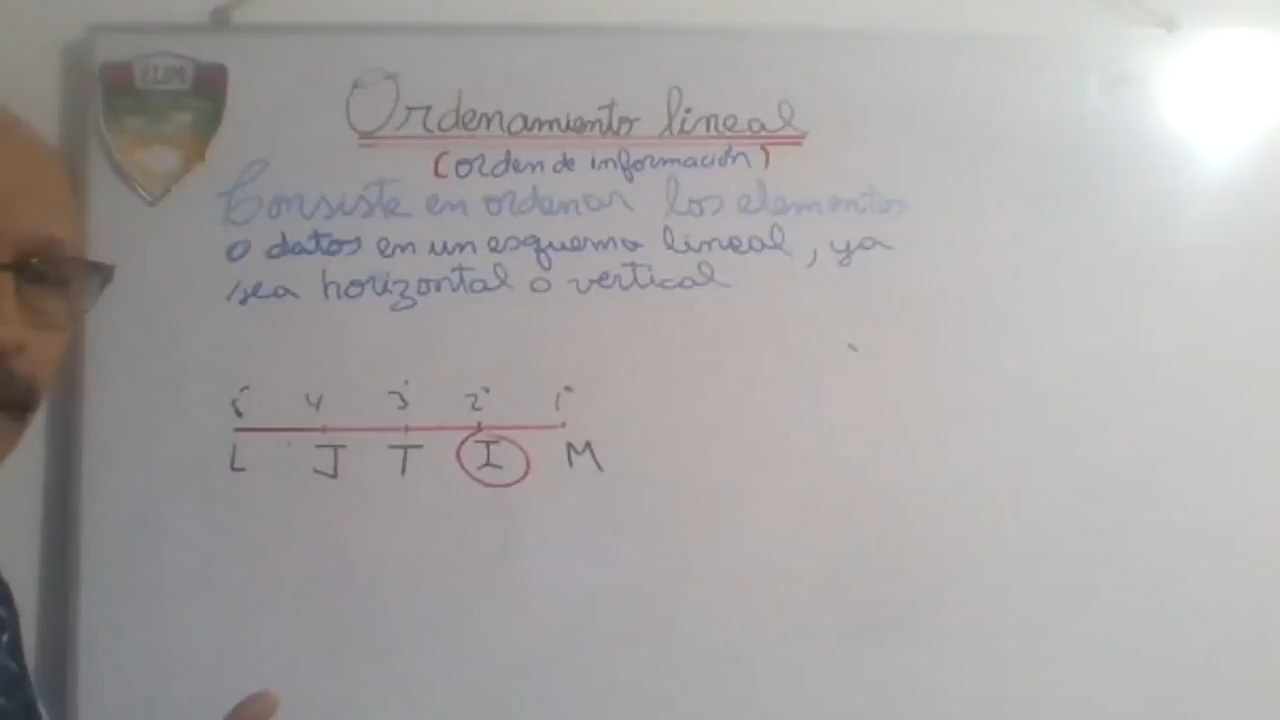 ELIM
Ordenamiento lineal
(orden de información)
Consiste en ordenar los elementos
o datos en un esquema lineal, ya
sea horizontal o vertical
4 3° 2° 1°
L J T I M